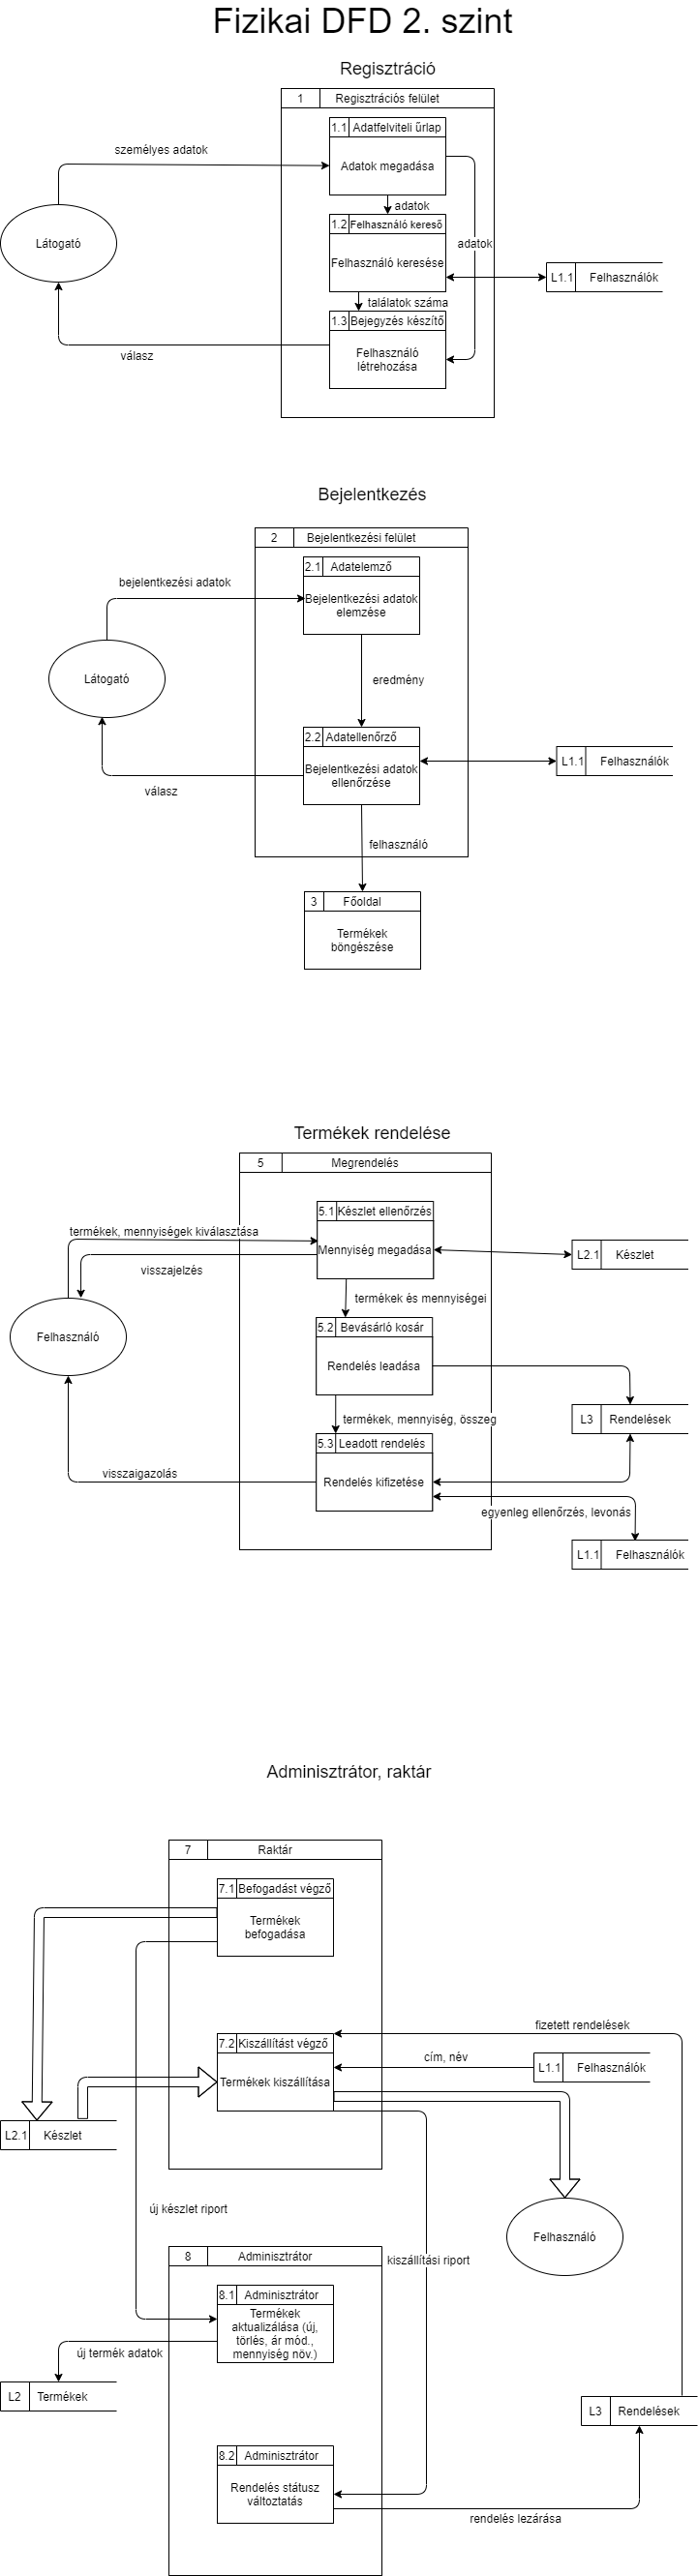 Fizikai DFD 2. szint
Regisztráció
1 Regisztrációs felület
1.1 Adatfelviteli űrlap
személyes adatok
Adatok megadása
adatok
1.2 Felhasználó kereső
Látogató
adatok
Felhasználó keresése
L1.1 Felhasználók
találatok száma
1.3 Bejegyzés készítő
válasz
Felhasználó
létrehozása
Bejelentkezés
2 Bejelentkezési felület
2.1 Adatelemző
bejelentkezési adatok
Bejelentkezési adatok
elemzése
Látogató
eredmény
2.2 Adatellenőrző
L1.1 Felhasználók
Bejelentkezési adatok
ellenőrzése
válasz
felhasználó
3 Főoldal
Termékek
böngészése
Termékek rendelése
5 Megrendelés
5.1 Készlet ellenőrzés
termékek, mennyiségek kiválasztása
Mennyiség megadása
L2.1 Készlet
visszajelzés
termékek és mennyiségei
5.2 Bevásárló kosár
Felhasználó
Rendelés leadása
termékek, mennyiség, összeg
L3 Rendelések
5.3 Leadott rendelés
visszaigazolás
Rendelés kifizetése
egyenleg ellenőrzés, levonás
L1.1 Felhasználók
Adminisztrátor, raktár
7 Raktár
7.1 Befogadást végző
Termékek
befogadása
fizetett rendelések
7.2 Kiszállítást végző
cím, név
L1.1 Felhasználók
Termékek kiszállítása
L2.1 Készlet
új készlet riport
Felhasználó
8 Adminisztrátor
kiszállítási riport
8.1 Adminisztrátor
Termékek
aktualizálása (új,
törlés, ár mód.,
mennyiség növ.)
új termék adatok
L2 Termékek
L3 Rendelések
8.2 Adminisztrátor
Rendelés státusz
változtatás
rendelés lezárása